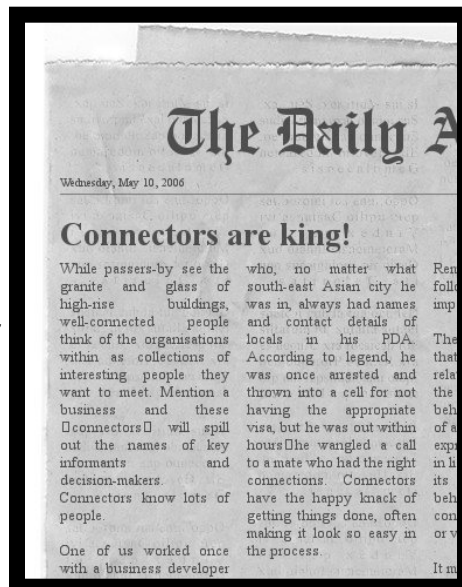 The Daily A
Wednesday, May 10, 2006
Connectors are king!
While passers-by see the
granite and glass of
high-rise buildings,
well-connected people
think of the organisations
within as collections of
interesting people they
want to meet. Mention a
business and these
□connectors□ will spill
out the names of key
informants and
decision-makers.
Connectors know lots of
people.
One of us worked once
with a business developer
who, no matter what
south-east Asian city he
was in, always had names
and contact details of
locals in his PDA.
According to legend, he
was once arrested and
thrown into a cell for not
having the appropriate
visa, but he was out within
hours□he wangled a call
to a mate who had the right
connections. Connectors
have the happy knack of
getting things done, often
making it look so easy in
the process.
Rem
follo
imp
The
that
rela
the
beh
of a
expr
in li
its
beh
con
or v
It m